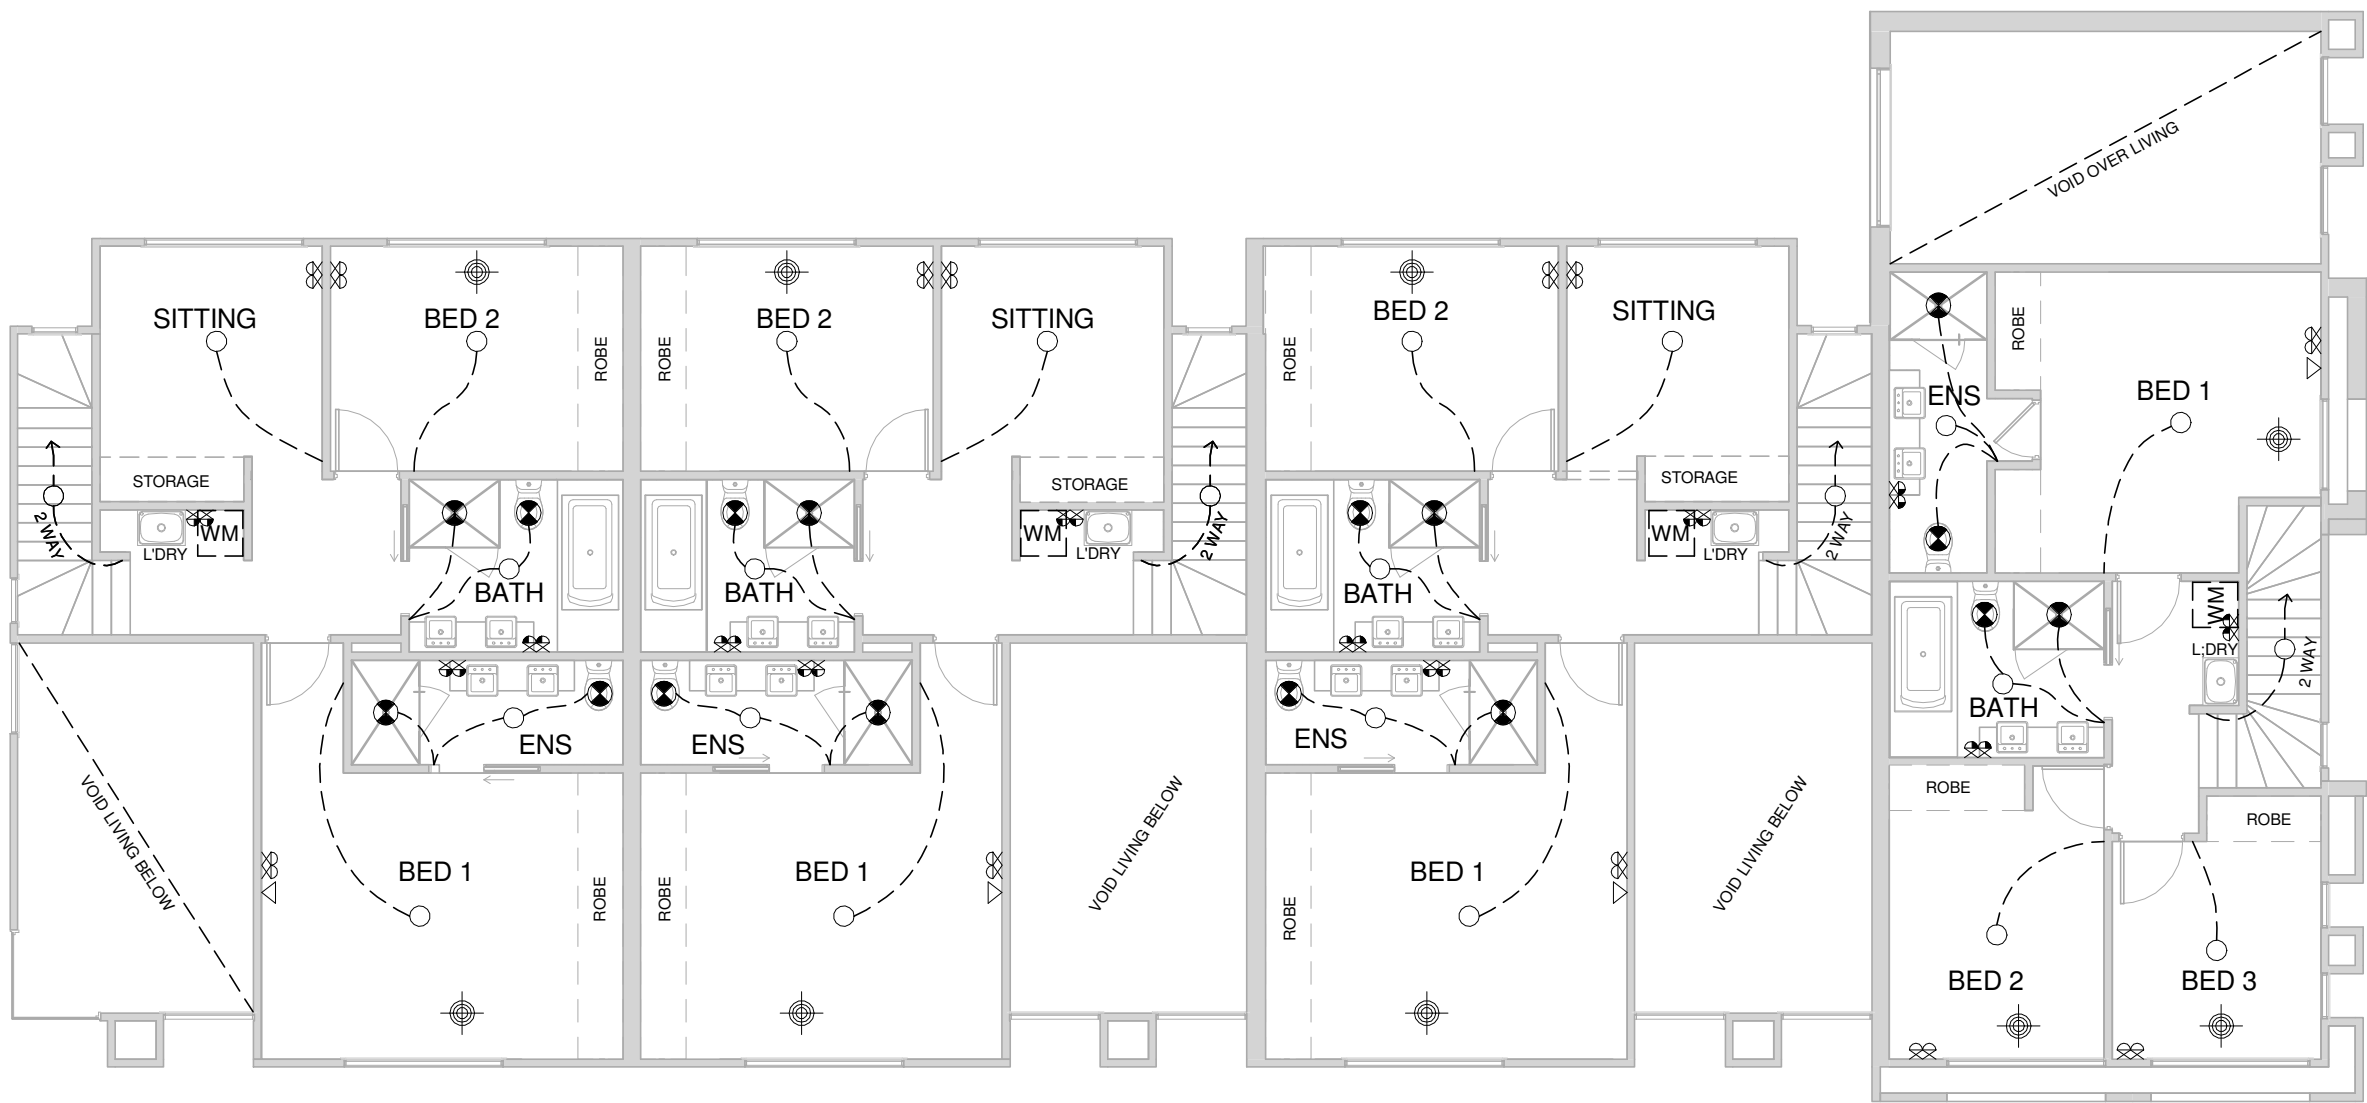 VOID OVER LIVING
SITTING
BED 2
ROBE
ROBE
BED 2
SITTING
ROBE
BED 2
SITTING
ROBE
ENS
BED 1
STORAGE
STORAGE
STORAGE
2 WAY
L'DRY
WM
BATH
BATH
WM
L'DRY
2 WAY
BATH
WM
L'DRY
2 WAY
WM
L;DRY
2 WAY
BATH
ENS
ENS
ENS
ROBE
ROBE
VOID LIVING BELOW
BED 1
ROBE
ROBE
BED 1
VOID LIVING BELOW
ROBE
BED 1
VOID LIVING BELOW
BED 2
BED 3